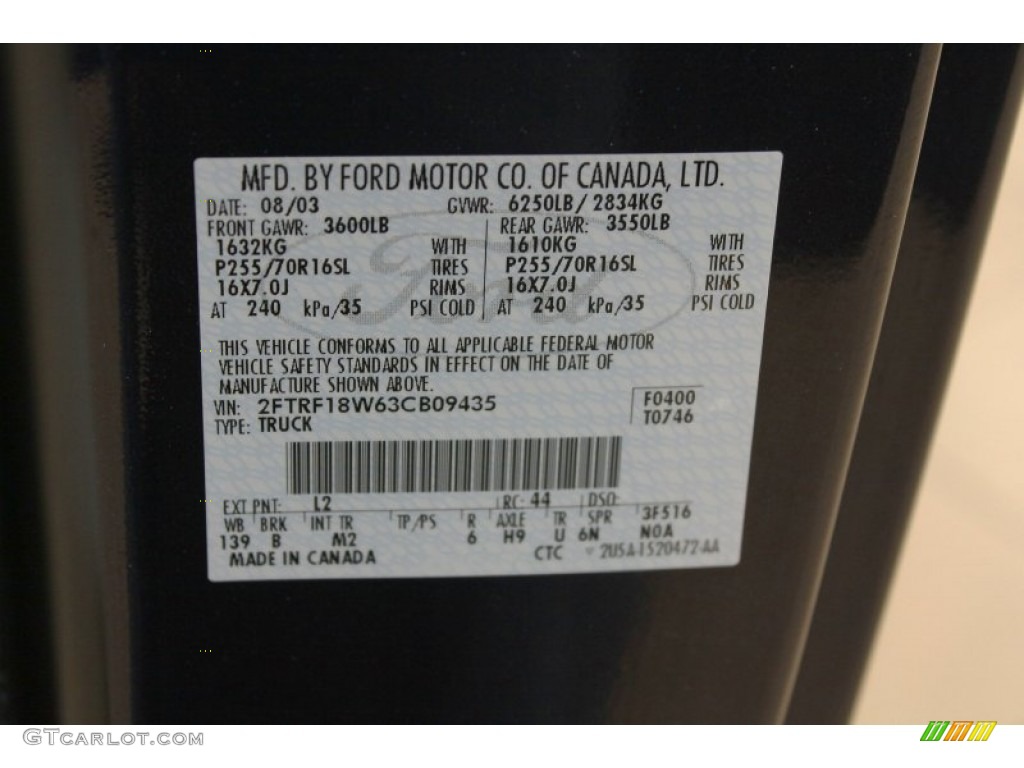 MFD. BY FORD MOTOR CO. OF CANADA, LTD.
DATE: 08/03 GVWR: 6250LB/ 2834KG
FRONT GAWR: 3600LB REAR GAWR: 3550LB
1632KG WITH 1610KG WITH
P255/70R16SL TIRES P255/70R16SL TIRES
16X7.0J RIMS 16X7.0J RIMS
AT 240 kPa/35 PSI COLD AT 240 kPa/35 PSI COLD
Ford
THIS VEHICLE CONFORMS TO ALL APPLICABLE FEDERAL MOTOR
VEHICLE SAFETY STANDARDS IN EFFECT ON THE DATE OF
MANUFACTURE SHOWN ABOVE.
VIN: 2FTRF18W63CB09435 F0400
TYPE: TRUCK T0746
EXT PNT: L2 RC: 44 DSO: 3F516
WB BRK INT TR TP/PS R AXLE TR SPR
139 B M2 6 H9 U 6N N0A
MADE IN CANADA CTC 2U5A-1520472-AA
GTCarlot.com